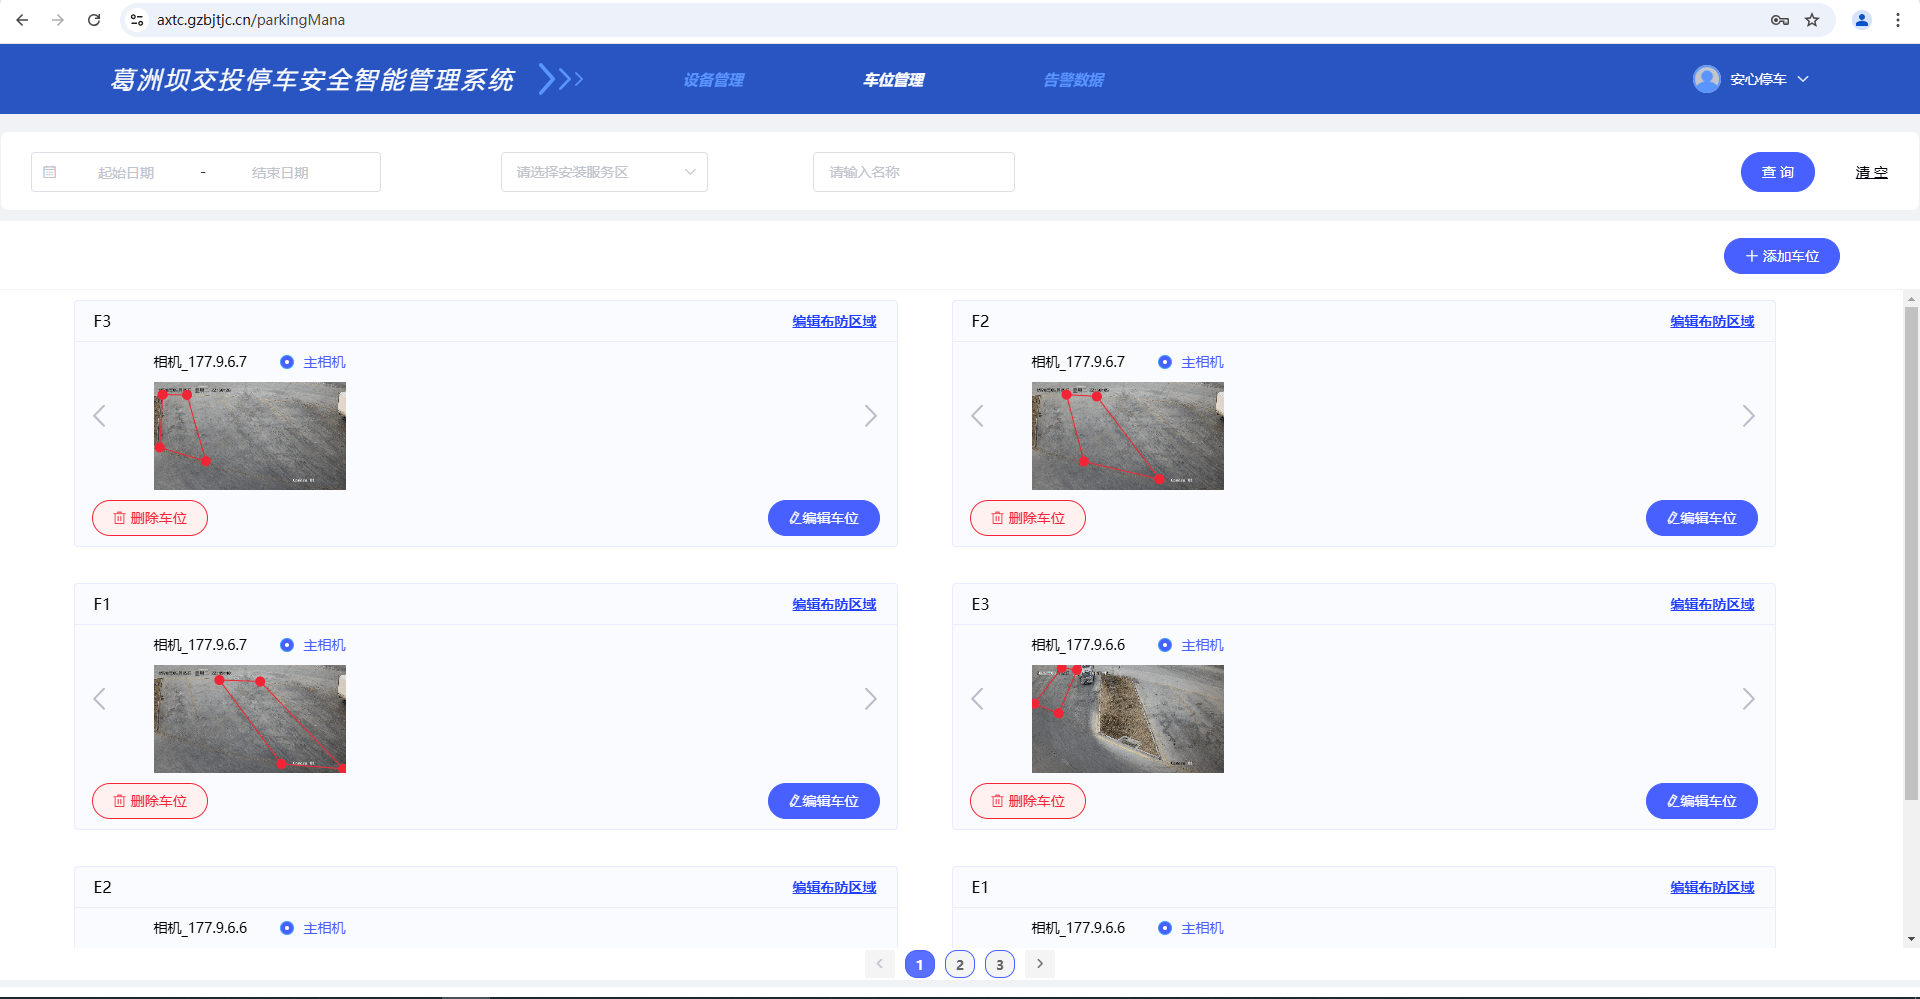 axtc.gzbjtjc.cn/parkingMana
葛洲坝交投停车安全智能管理系统
设备管理
车位管理
告警数据
安心停车
起始日期 - 结束日期
请选择安装服务区
请输入名称
查 询
清 空
添加车位
F3
编辑布防区域
相机_177.9.6.7
主相机
Camera 01
删除车位
编辑车位
F2
编辑布防区域
相机_177.9.6.7
主相机
Camera 01
删除车位
编辑车位
F1
编辑布防区域
相机_177.9.6.7
主相机
Camera 01
删除车位
编辑车位
E3
编辑布防区域
相机_177.9.6.6
主相机
Camera 01
删除车位
编辑车位
E2
编辑布防区域
相机_177.9.6.6
主相机
E1
编辑布防区域
相机_177.9.6.6
主相机
1 2 3